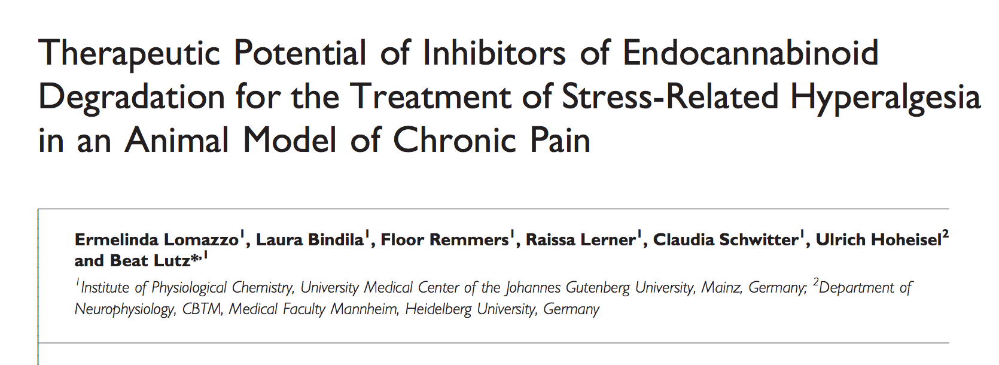 Therapeutic Potential of Inhibitors of Endocannabinoid
Degradation for the Treatment of Stress-Related Hyperalgesia
in an Animal Model of Chronic Pain
Ermelinda Lomazzo¹, Laura Bindila¹, Floor Remmers¹, Raissa Lerner¹, Claudia Schwitter¹, Ulrich Hoheisel²
and Beat Lutz*,¹
¹Institute of Physiological Chemistry, University Medical Center of the Johannes Gutenberg University, Mainz, Germany; ²Department of
Neurophysiology, CBTM, Medical Faculty Mannheim, Heidelberg University, Germany